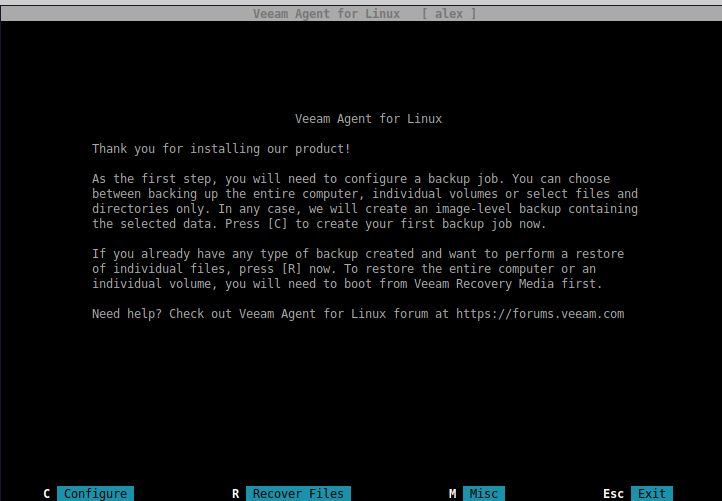 Veeam Agent for Linux [ alex ]
Veeam Agent for Linux
Thank you for installing our product!
As the first step, you will need to configure a backup job. You can choose
between backing up the entire computer, individual volumes or select files and
directories only. In any case, we will create an image-level backup containing
the selected data. Press [C] to create your first backup job now.
If you already have any type of backup created and want to perform a restore
of individual files, press [R] now. To restore the entire computer or an
individual volume, you will need to boot from Veeam Recovery Media first.
Need help? Check out Veeam Agent for Linux forum at https://forums.veeam.com
C Configure R Recover Files M Misc Esc Exit